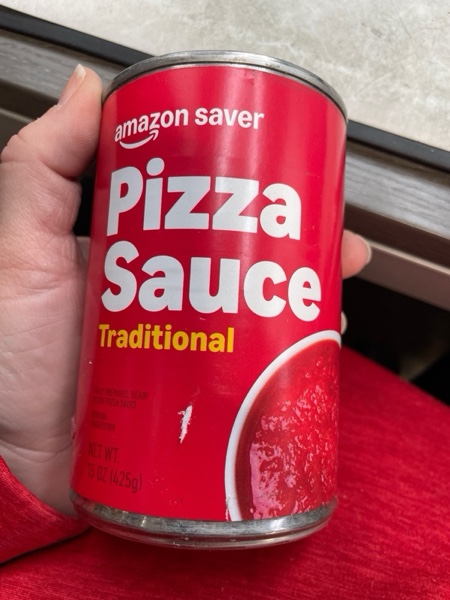 amazon saver
Pizza
Sauce
Traditional
NET WT.
15 OZ (425g)